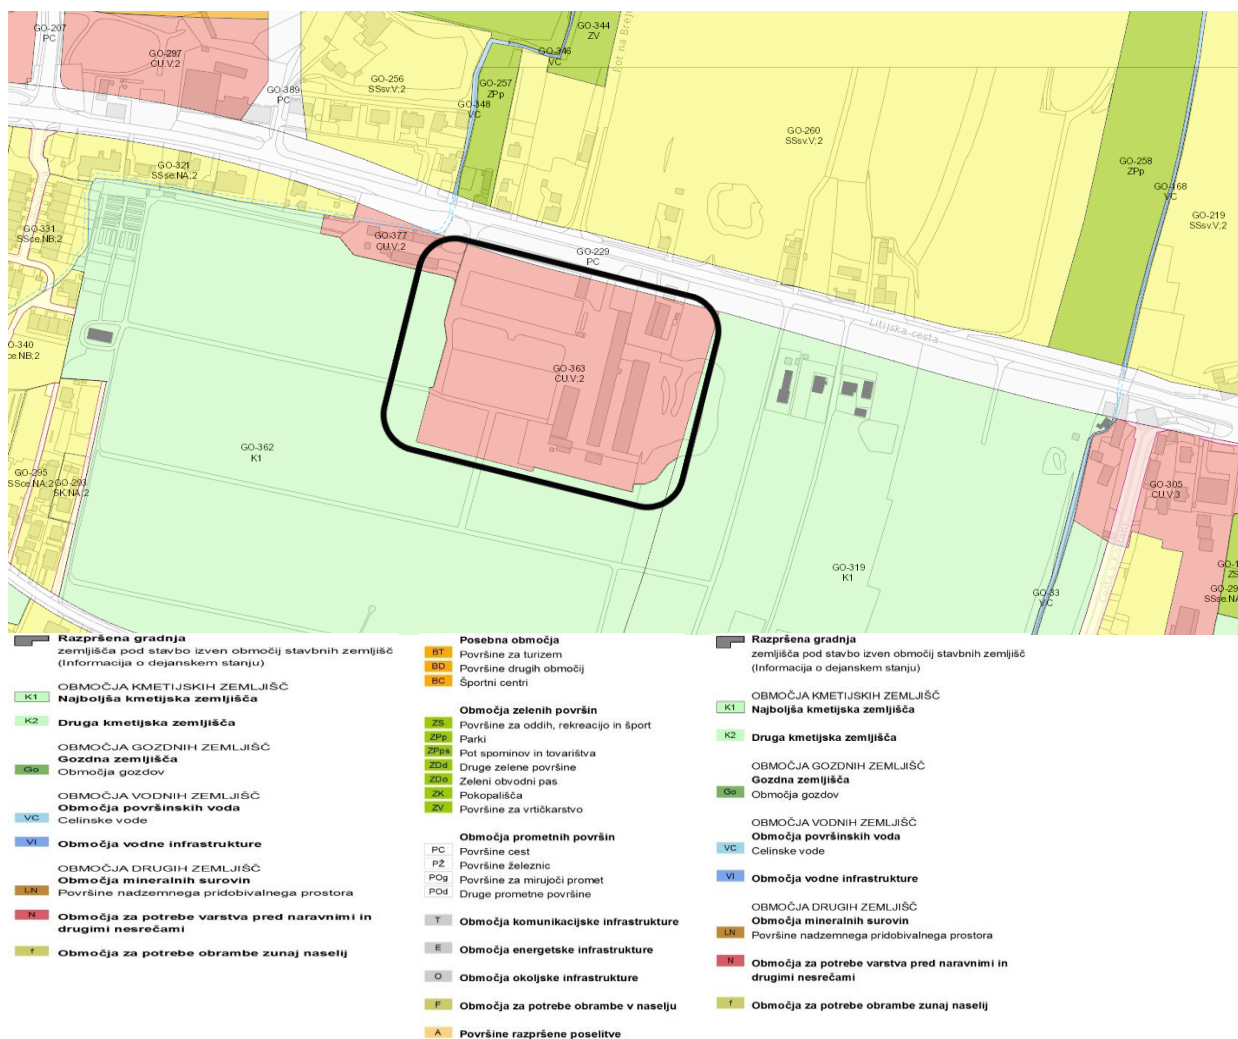 GO-207
PC
GO-297
CU.V;2
GO-389
PC
GO-256
SSsv.V;2
GO-344
ZV
GO-346
VC
GO-257
ZPp
GO-348
VC
GO-260
SSsv.V;2
GO-258
ZPp
GO-168
VC
GO-219
SSsv.V;2
GO-321
SSse.NA;2
GO-331
SSce.NB;2
GO-377
CU.V;2
GO-229
PC
Litijska cesta
O-340
ce.NB;2
GO-363
CU.V;2
GO-362
K1
GO-295
SSce.NA;2
GO-293
SK.NA;2
GO-305
CU.V;3
GO-319
K1
GO-33
VC
ZS
SSse.NA
Razpršena gradnja
zemljišča pod stavbo izven območij stavbnih zemljišč
(Informacija o dejanskem stanju)
OBMOČJA KMETIJSKIH ZEMLJIŠČ
K1 Najboljša kmetijska zemljišča
K2 Druga kmetijska zemljišča
OBMOČJA GOZDNIH ZEMLJIŠČ
Gozdna zemljišča
Go Območja gozdov
OBMOČJA VODNIH ZEMLJIŠČ
Območja površinskih voda
VC Celinske vode
VI Območja vodne infrastrukture
OBMOČJA DRUGIH ZEMLJIŠČ
Območja mineralnih surovin
LN Površine nadzemnega pridobivalnega prostora
N Območja za potrebe varstva pred naravnimi in
drugimi nesrečami
f Območja za potrebe obrambe zunaj naselij
Posebna območja
BT Površine za turizem
BD Površine drugih območij
BC Športni centri
Območja zelenih površin
ZS Površine za oddih, rekreacijo in šport
ZPp Parki
ZPps Pot spominov in tovarištva
ZDd Druge zelene površine
ZDo Zeleni obvodni pas
ZK Pokopališča
ZV Površine za vrtičkarstvo
Območja prometnih površin
PC Površine cest
PŽ Površine železnic
POg Površine za mirujoči promet
POd Druge prometne površine
T Območja komunikacijske infrastrukture
E Območja energetske infrastrukture
O Območja okoljske infrastrukture
F Območja za potrebe obrambe v naselju
A Površine razpršene poselitve
Razpršena gradnja
zemljišča pod stavbo izven območij stavbnih zemljišč
(Informacija o dejanskem stanju)
OBMOČJA KMETIJSKIH ZEMLJIŠČ
K1 Najboljša kmetijska zemljišča
K2 Druga kmetijska zemljišča
OBMOČJA GOZDNIH ZEMLJIŠČ
Gozdna zemljišča
Go Območja gozdov
OBMOČJA VODNIH ZEMLJIŠČ
Območja površinskih voda
VC Celinske vode
VI Območja vodne infrastrukture
OBMOČJA DRUGIH ZEMLJIŠČ
Območja mineralnih surovin
LN Površine nadzemnega pridobivalnega prostora
N Območja za potrebe varstva pred naravnimi in
drugimi nesrečami
f Območja za potrebe obrambe zunaj naselij